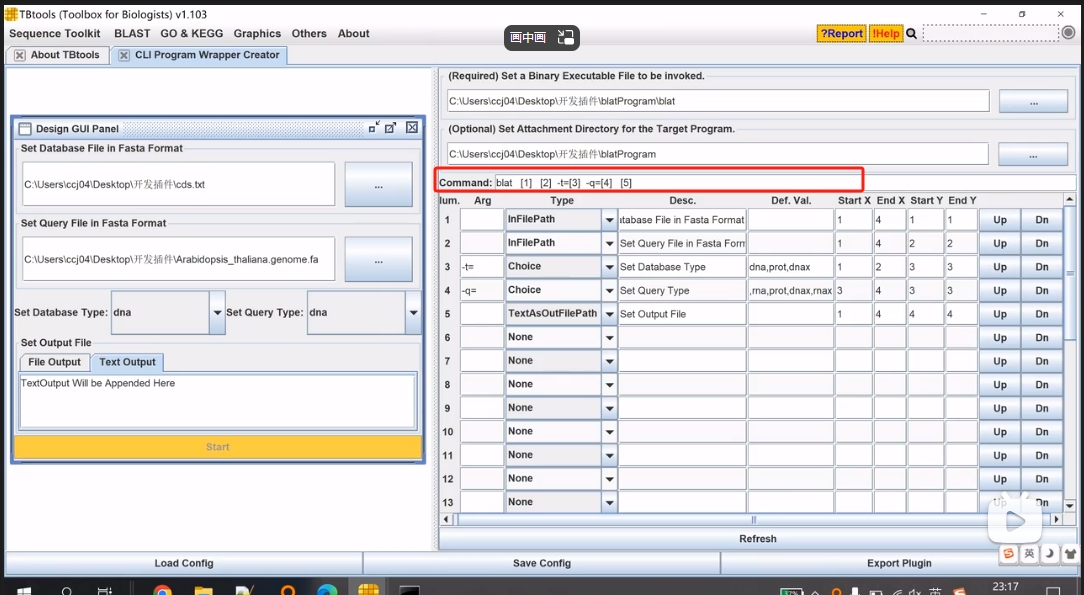 TBtools (Toolbox for Biologists) v1.103
Sequence Toolkit BLAST GO & KEGG Graphics Others About
画中画
?Report !Help
About TBtools CLI Program Wrapper Creator
Design GUI Panel
Set Database File in Fasta Format
C:\Users\ccj04\Desktop\开发插件\cds.txt ...
Set Query File in Fasta Format
C:\Users\ccj04\Desktop\开发插件\Arabidopsis_thaliana.genome.fa ...
Set Database Type: dna Set Query Type: dna
Set Output File
File Output Text Output
TextOutput Will be Appended Here
Start
(Required) Set a Binary Executable File to be invoked.
C:\Users\ccj04\Desktop\开发插件\blatProgram\blat ...
(Optional) Set Attachment Directory for the Target Program.
C:\Users\ccj04\Desktop\开发插件\blatProgram ...
Command: blat [1] [2] -t=[3] -q=[4] [5]
lum. Arg Type Desc. Def. Val. Start X End X Start Y End Y
1 InFilePath tabase File in Fasta Format 1 4 1 1 Up Dn
2 InFilePath Set Query File in Fasta Form 1 4 2 2 Up Dn
3 -t= Choice Set Database Type dna,prot,dnax 1 2 3 3 Up Dn
4 -q= Choice Set Query Type ,rna,prot,dnax,rnax 3 4 3 3 Up Dn
5 TextAsOutFilePath Set Output File 1 4 4 4 Up Dn
6 None Up Dn
7 None Up Dn
8 None Up Dn
9 None Up Dn
10 None Up Dn
11 None Up Dn
12 None Up Dn
13 None Up Dn
Refresh
Load Config Save Config Export Plugin
英
23:17